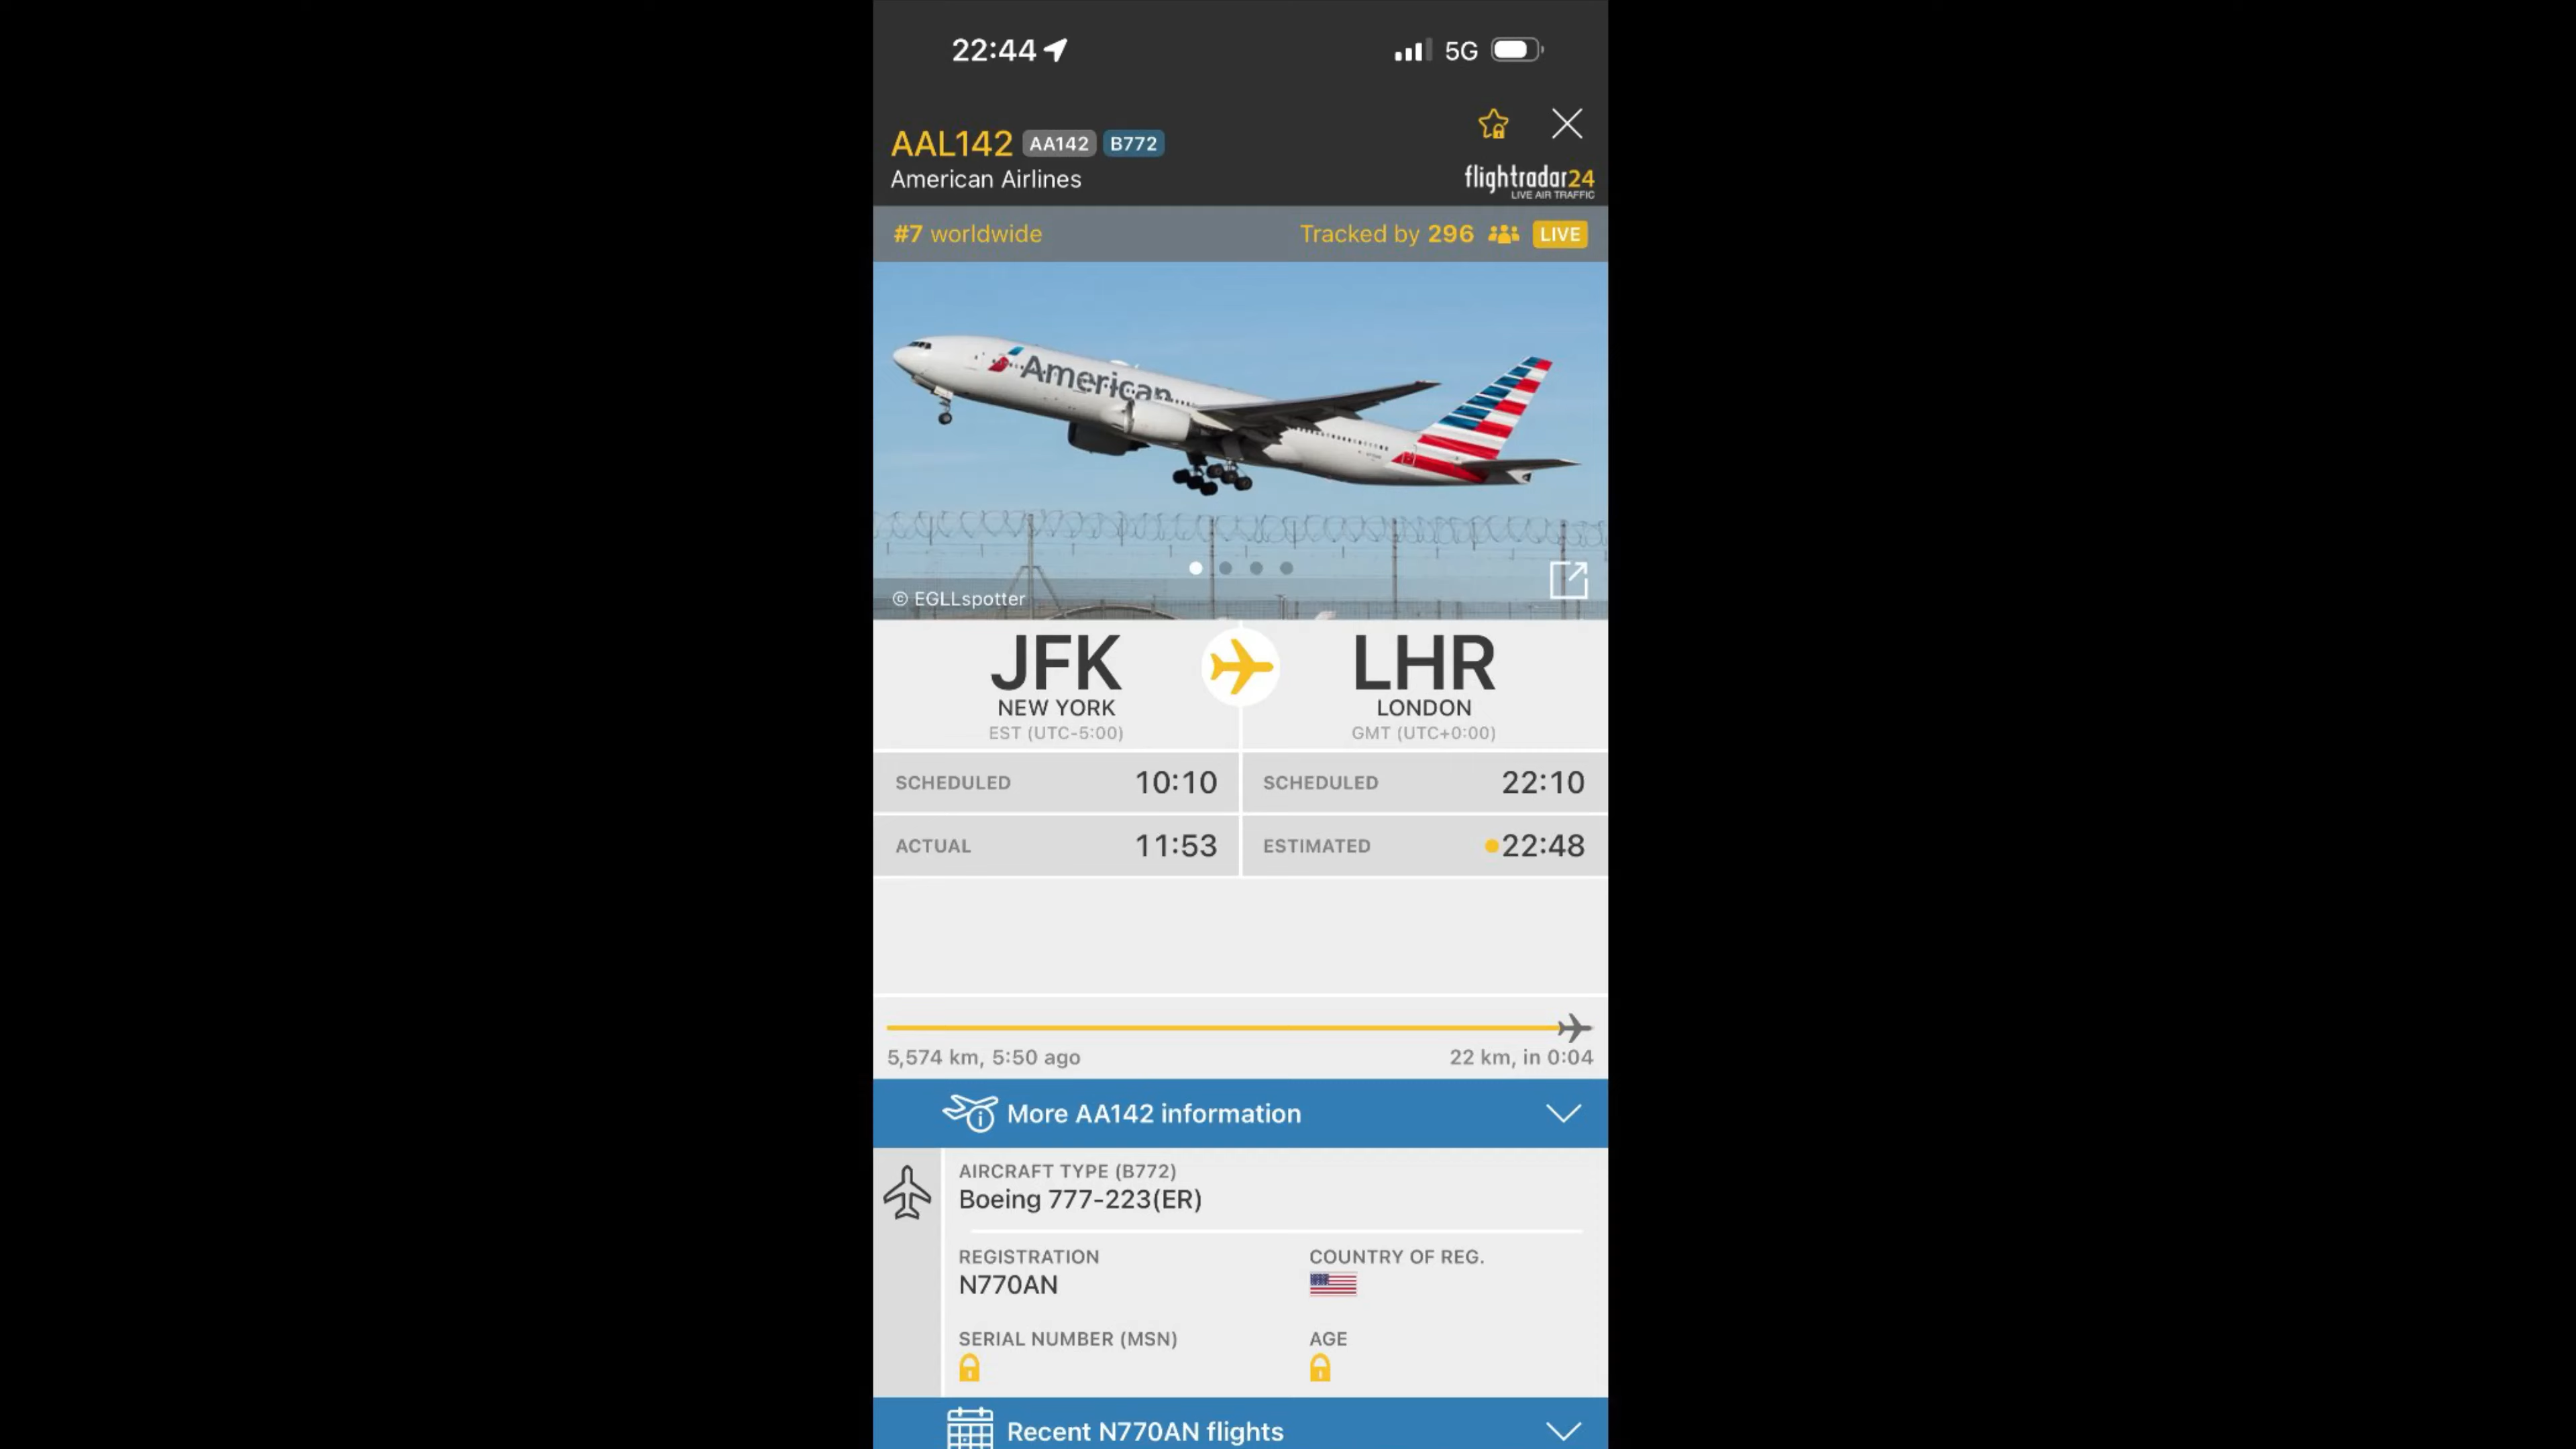 22:44 5G
AAL142 AA142 B772
American Airlines
flightradar24
LIVE AIR TRAFFIC
#7 worldwide Tracked by 296 LIVE
American
© EGLLspotter
JFK LHR
NEW YORK LONDON
EST (UTC-5:00) GMT (UTC+0:00)
SCHEDULED 10:10 SCHEDULED 22:10
ACTUAL 11:53 ESTIMATED 22:48
5,574 km, 5:50 ago 22 km, in 0:04
More AA142 information
AIRCRAFT TYPE (B772)
Boeing 777-223(ER)
REGISTRATION COUNTRY OF REG.
N770AN
SERIAL NUMBER (MSN) AGE
Recent N770AN flights